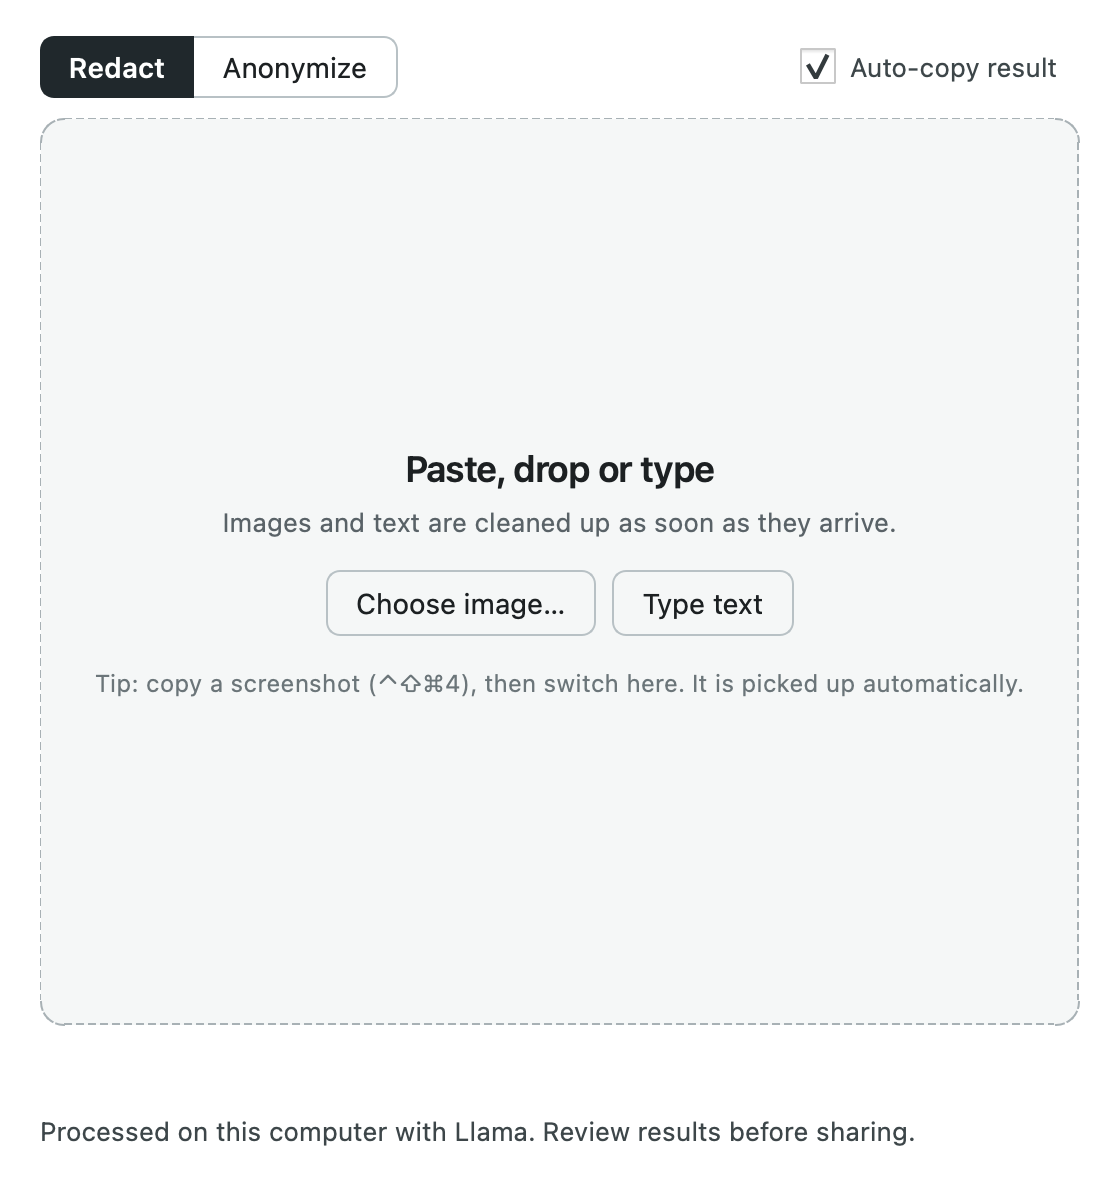 Redact Anonymize Auto-copy result
Paste, drop or type
Images and text are cleaned up as soon as they arrive.
Choose image... Type text
Tip: copy a screenshot (⌃⇧⌘4), then switch here. It is picked up automatically.
Processed on this computer with Llama. Review results before sharing.